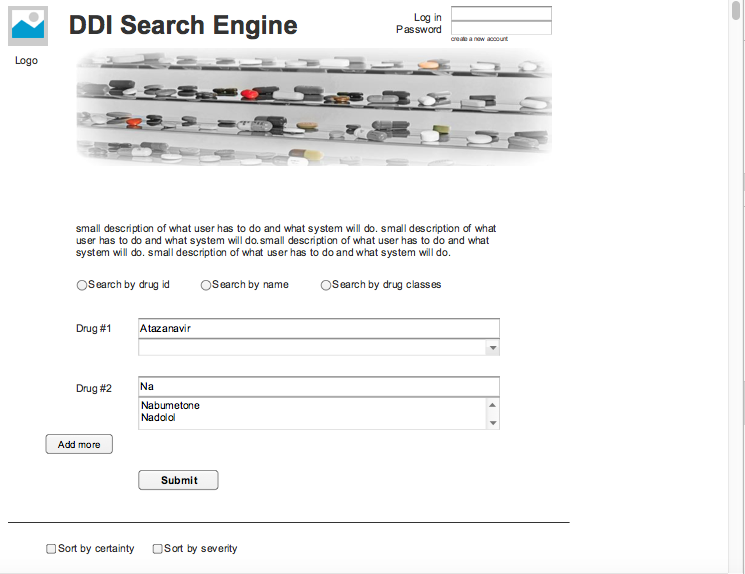 DDI Search Engine
Log in
Password
create a new account
Logo
small description of what user has to do and what system will do. small description of what
user has to do and what system will do.small description of what user has to do and what
system will do. small description of what user has to do and what system will do.
Search by drug id Search by name Search by drug classes
Drug #1 Atazanavir
Drug #2 Na
Nabumetone
Nadolol
Add more
Submit
Sort by certainty Sort by severity